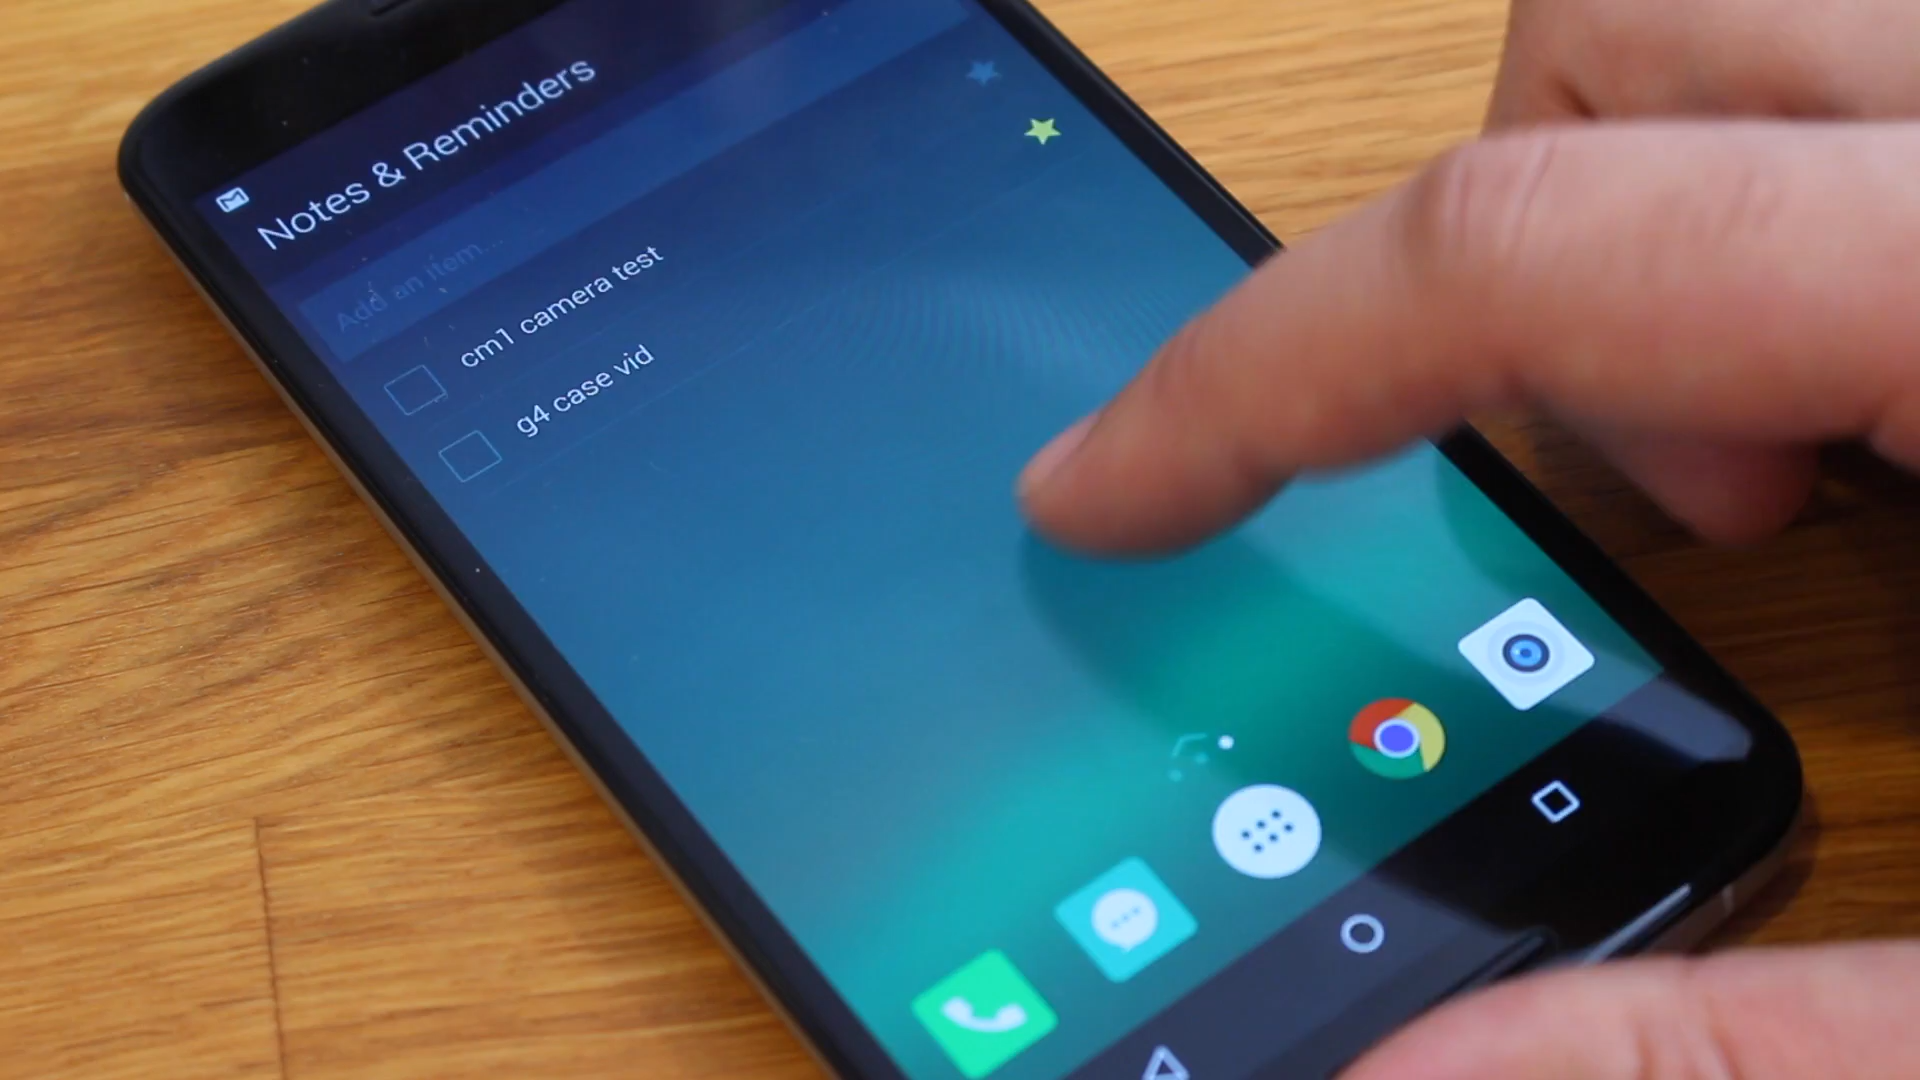 Notes & Reminders
Add an item...
cm1 camera test
g4 case vid